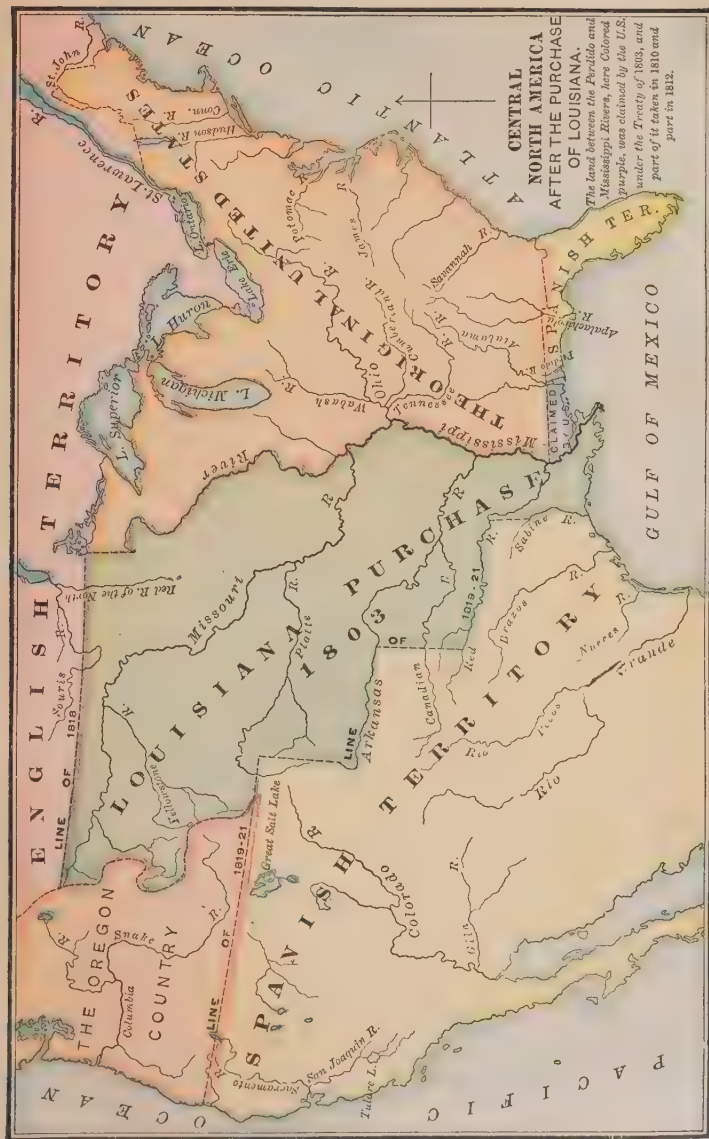 CENTRAL
NORTH AMERICA
AFTER THE PURCHASE
OF LOUISIANA.
The land between the Perdido and
Mississippi Rivers, here Colored
purple, was claimed by the U.S.
under the Treaty of 1803, and
part of it taken in 1810 and
part in 1812.
ENGLISH TERRITORY
LINE OF 1818
THE OREGON
COUNTRY
Columbia
R.
Snake
R.
LOUISIANA PURCHASE
1803
Souris R.
Red R. of the North
Missouri R.
Yellowstone R.
Platte R.
Arkansas R.
Canadian
Red R.
LINE OF 1819-21
LINE OF 1819-21
Great Salt Lake
SPANISH TERRITORY
Sacramento R.
San Joaquin R.
Tulare L.
Colorado
Gila R.
Rio Grande
Rio Pecos
Nueces R.
Brazos R.
Sabine R.
THE ORIGINAL UNITED STATES
L. Superior
L. Michigan
Huron
Lake Erie
L. Ontario
St. Lawrence R.
St. John R.
Conn. R.
Hudson R.
Potomac R.
James R.
Savannah R.
Mississippi River
Wabash R.
Ohio R.
Cumberland R.
Tennessee R.
Alabama R.
Apalachicola R.
Perdido R.
CLAIMED
BY U.S.
SPANISH TER.
GULF OF MEXICO
ATLANTIC OCEAN
PACIFIC OCEAN